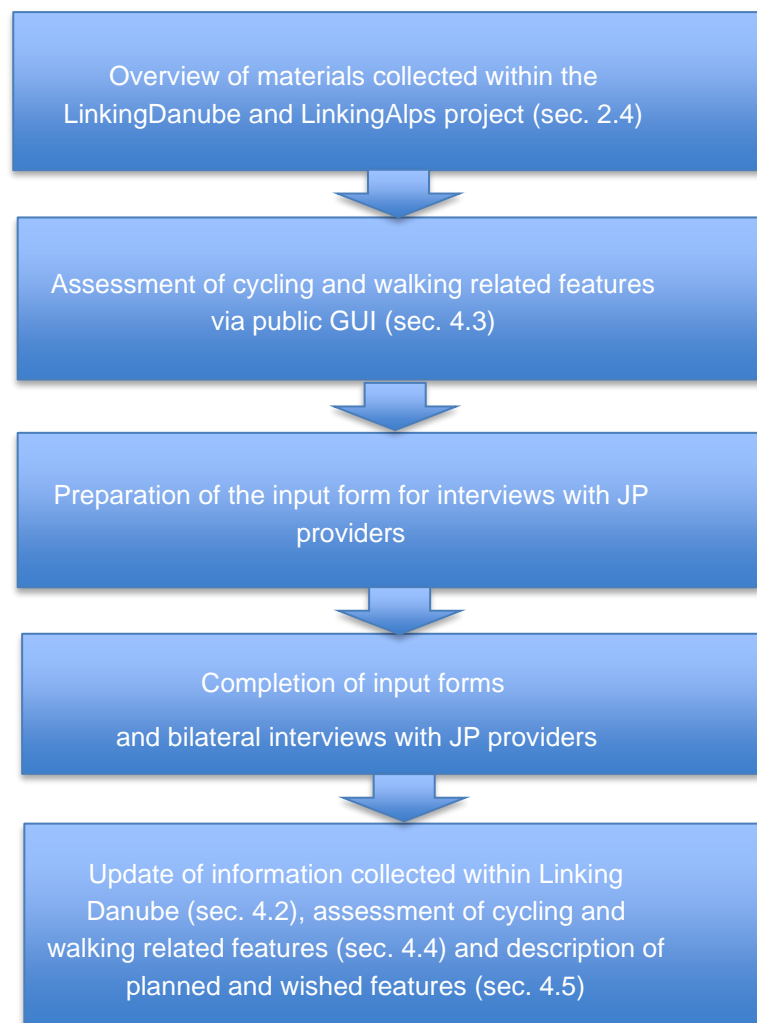 Overview of materials collected within the
LinkingDanube and LinkingAlps project (sec. 2.4)
Assessment of cycling and walking related features
via public GUI (sec. 4.3)
Preparation of the input form for interviews with JP
providers
Completion of input forms
and bilateral interviews with JP providers
Update of information collected within Linking
Danube (sec. 4.2), assessment of cycling and
walking related features (sec. 4.4) and description of
planned and wished features (sec. 4.5)